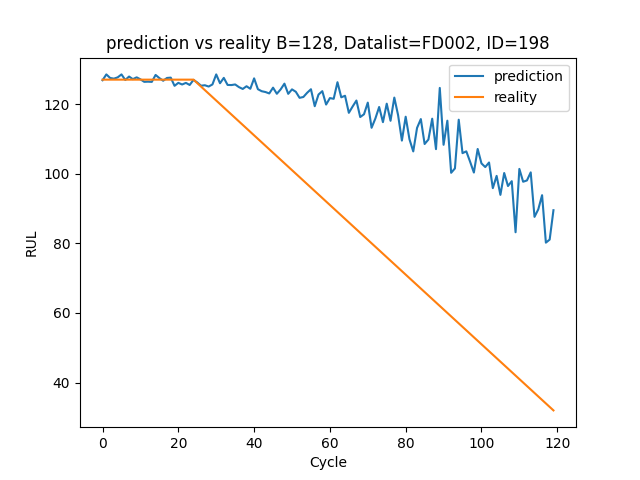 prediction vs reality B=128, Datalist=FD002, ID=198
prediction
reality
RUL
120
100
80
60
40
0 20 40 60 80 100 120
Cycle